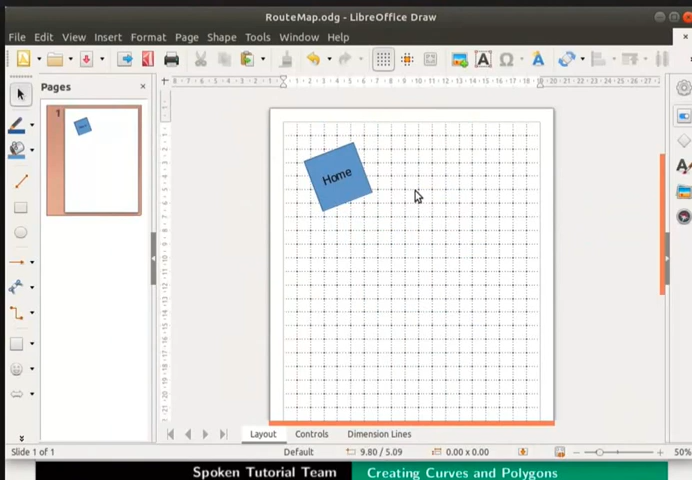 RouteMap.odg - LibreOffice Draw
File Edit View Insert Format Page Shape Tools Window Help
Pages
1
Home
Home
Layout Controls Dimension Lines
Slide 1 of 1 Default 9.80 / 5.09 0.00 x 0.00 50%
Spoken Tutorial Team Creating Curves and Polygons